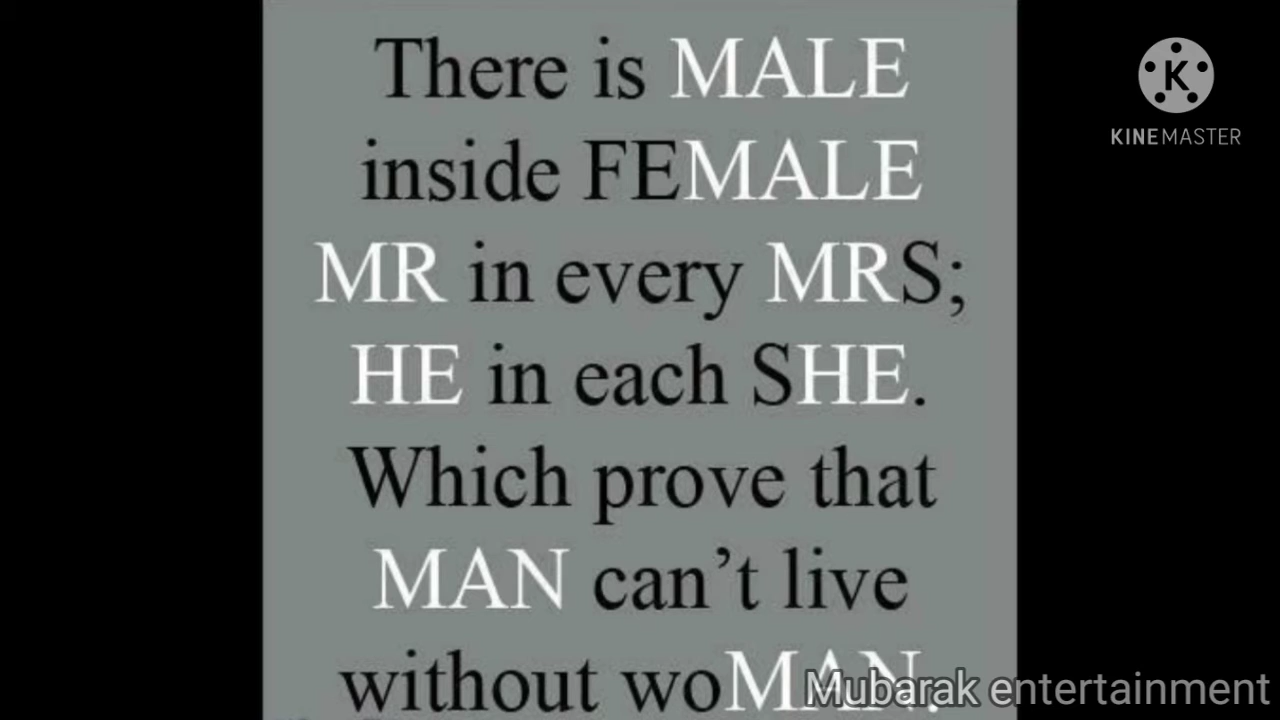 There is MALE
inside FEMALE
MR in every MRS;
HE in each SHE.
Which prove that
MAN can’t live
without woMAN.
K
KINEMASTER
Mubarak entertainment